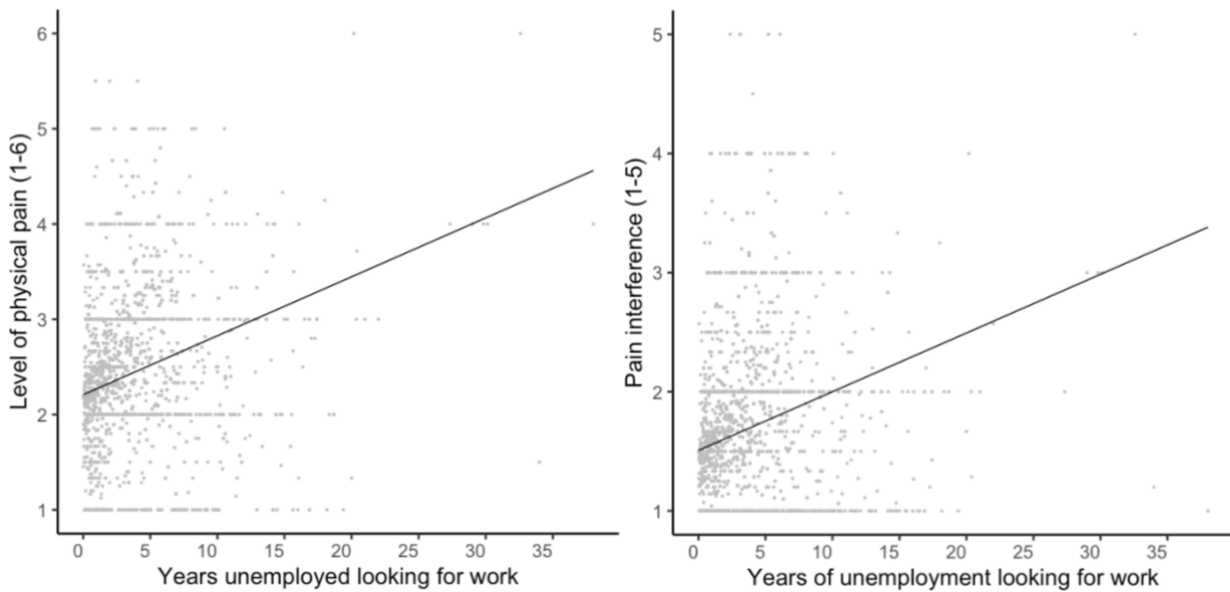 Level of physical pain (1-6)
6
5
4
3
2
1
0 5 10 15 20 25 30 35
Years unemployed looking for work
Pain interference (1-5)
5
4
3
2
1
0 5 10 15 20 25 30 35
Years of unemployment looking for work